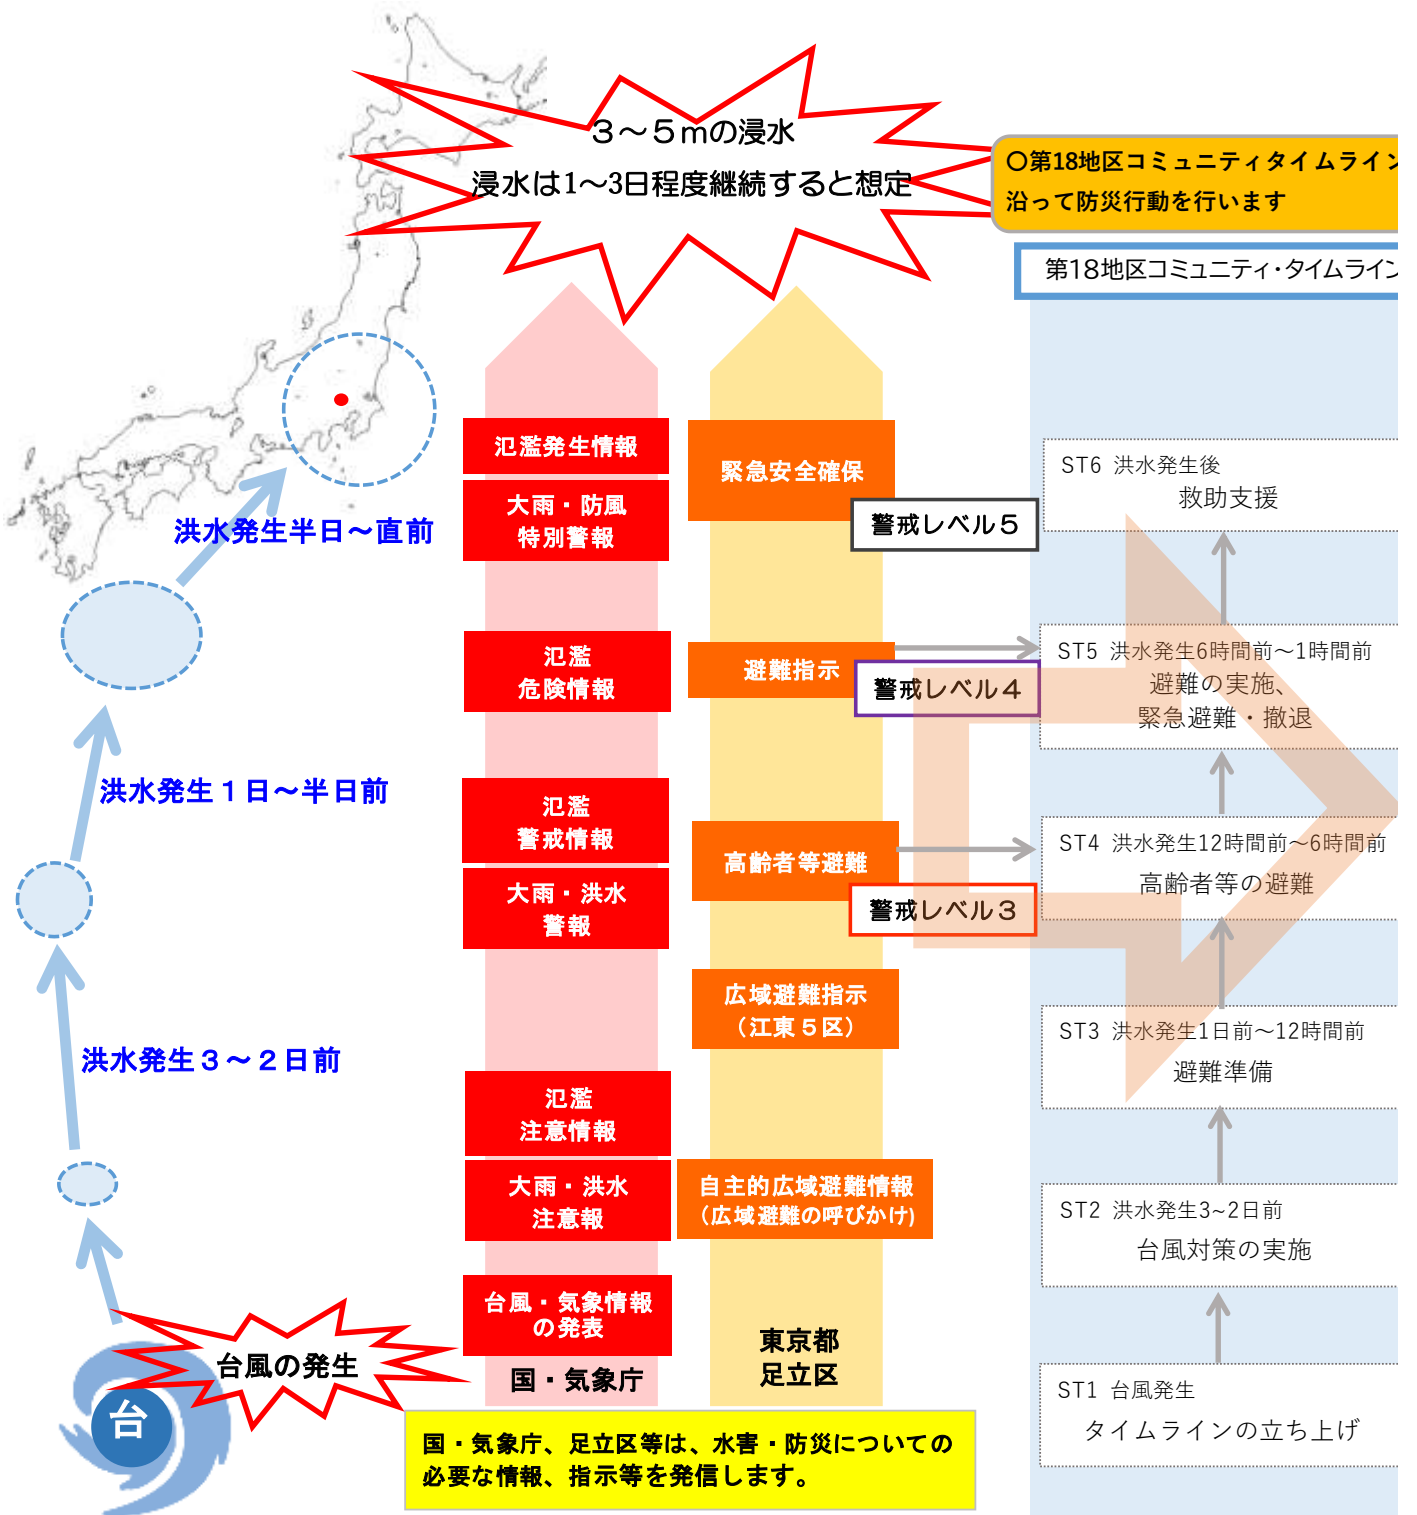 3～5mの浸水
浸水は1～3日程度継続すると想定
〇第18地区コミュニティタイムライン
沿って防災行動を行います
第18地区コミュニティ・タイムライン
洪水発生半日～直前
洪水発生1日～半日前
洪水発生3～2日前
台風の発生
台
氾濫発生情報
大雨・防風
特別警報
氾濫
危険情報
氾濫
警戒情報
大雨・洪水
警報
氾濫
注意情報
大雨・洪水
注意報
台風・気象情報
の発表
国・気象庁
緊急安全確保
警戒レベル5
避難指示
警戒レベル4
高齢者等避難
警戒レベル3
広域避難指示
（江東5区）
自主的広域避難情報
（広域避難の呼びかけ)
東京都
足立区
国・気象庁、足立区等は、水害・防災についての
必要な情報、指示等を発信します。
ST6 洪水発生後
救助支援
ST5 洪水発生6時間前～1時間前
避難の実施、
緊急避難・撤退
ST4 洪水発生12時間前～6時間前
高齢者等の避難
ST3 洪水発生1日前～12時間前
避難準備
ST2 洪水発生3~2日前
台風対策の実施
ST1 台風発生
タイムラインの立ち上げ